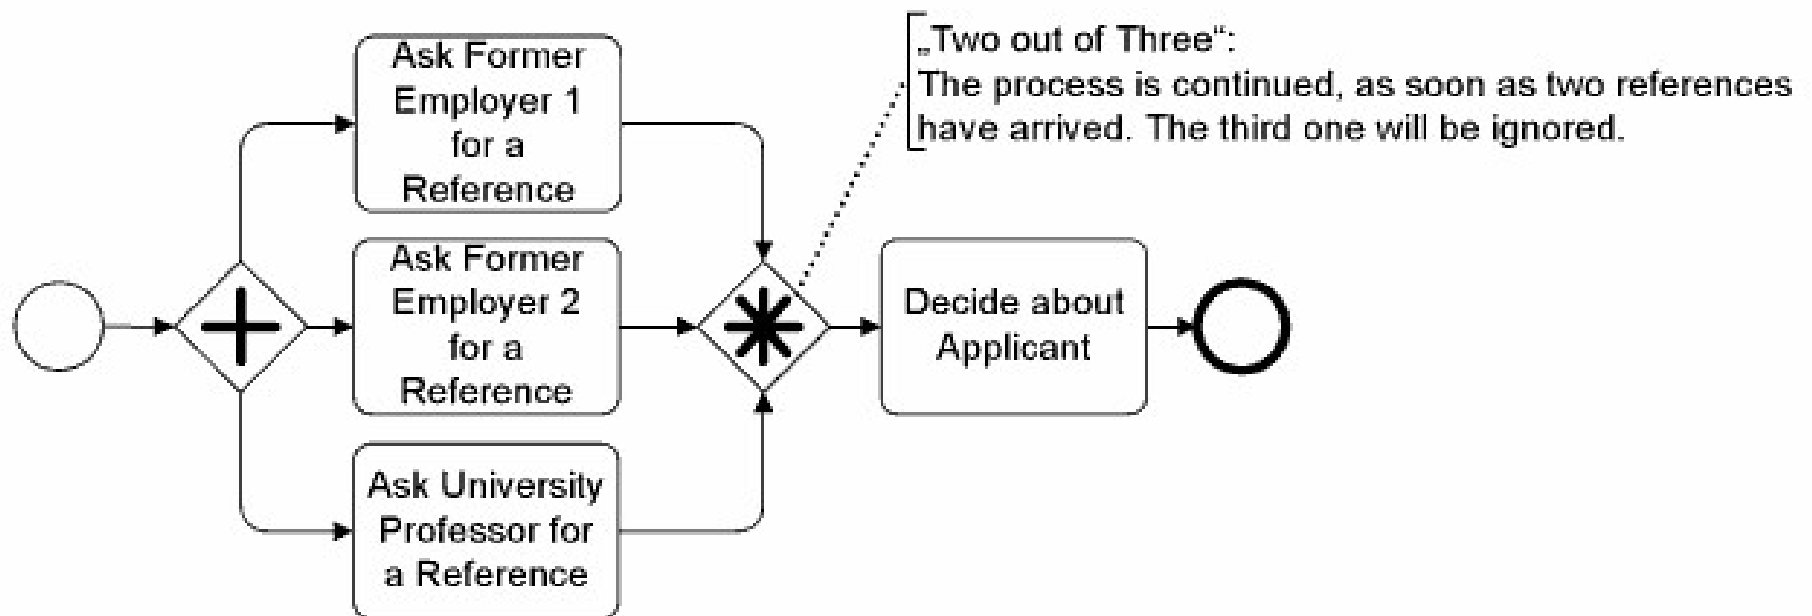 Ask Former
Employer 1
for a
Reference
„Two out of Three“:
The process is continued, as soon as two references
have arrived. The third one will be ignored.
Ask Former
Employer 2
for a
Reference
Decide about
Applicant
Ask University
Professor for
a Reference